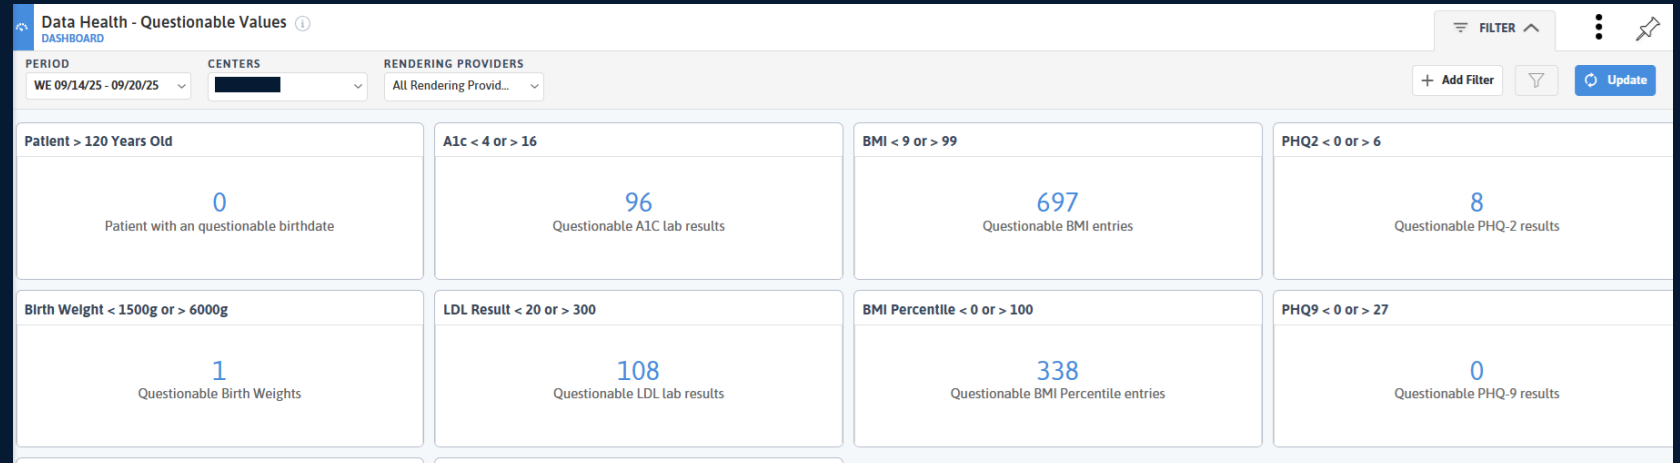 Data Health - Questionable Values
DASHBOARD
FILTER
PERIOD
WE 09/14/25 - 09/20/25
CENTERS
RENDERING PROVIDERS
All Rendering Provid...
Add Filter
Update
Patient > 120 Years Old
0
Patient with an questionable birthdate
A1c < 4 or > 16
96
Questionable A1C lab results
BMI < 9 or > 99
697
Questionable BMI entries
PHQ2 < 0 or > 6
8
Questionable PHQ-2 results
Birth Weight < 1500g or > 6000g
1
Questionable Birth Weights
LDL Result < 20 or > 300
108
Questionable LDL lab results
BMI Percentile < 0 or > 100
338
Questionable BMI Percentile entries
PHQ9 < 0 or > 27
0
Questionable PHQ-9 results